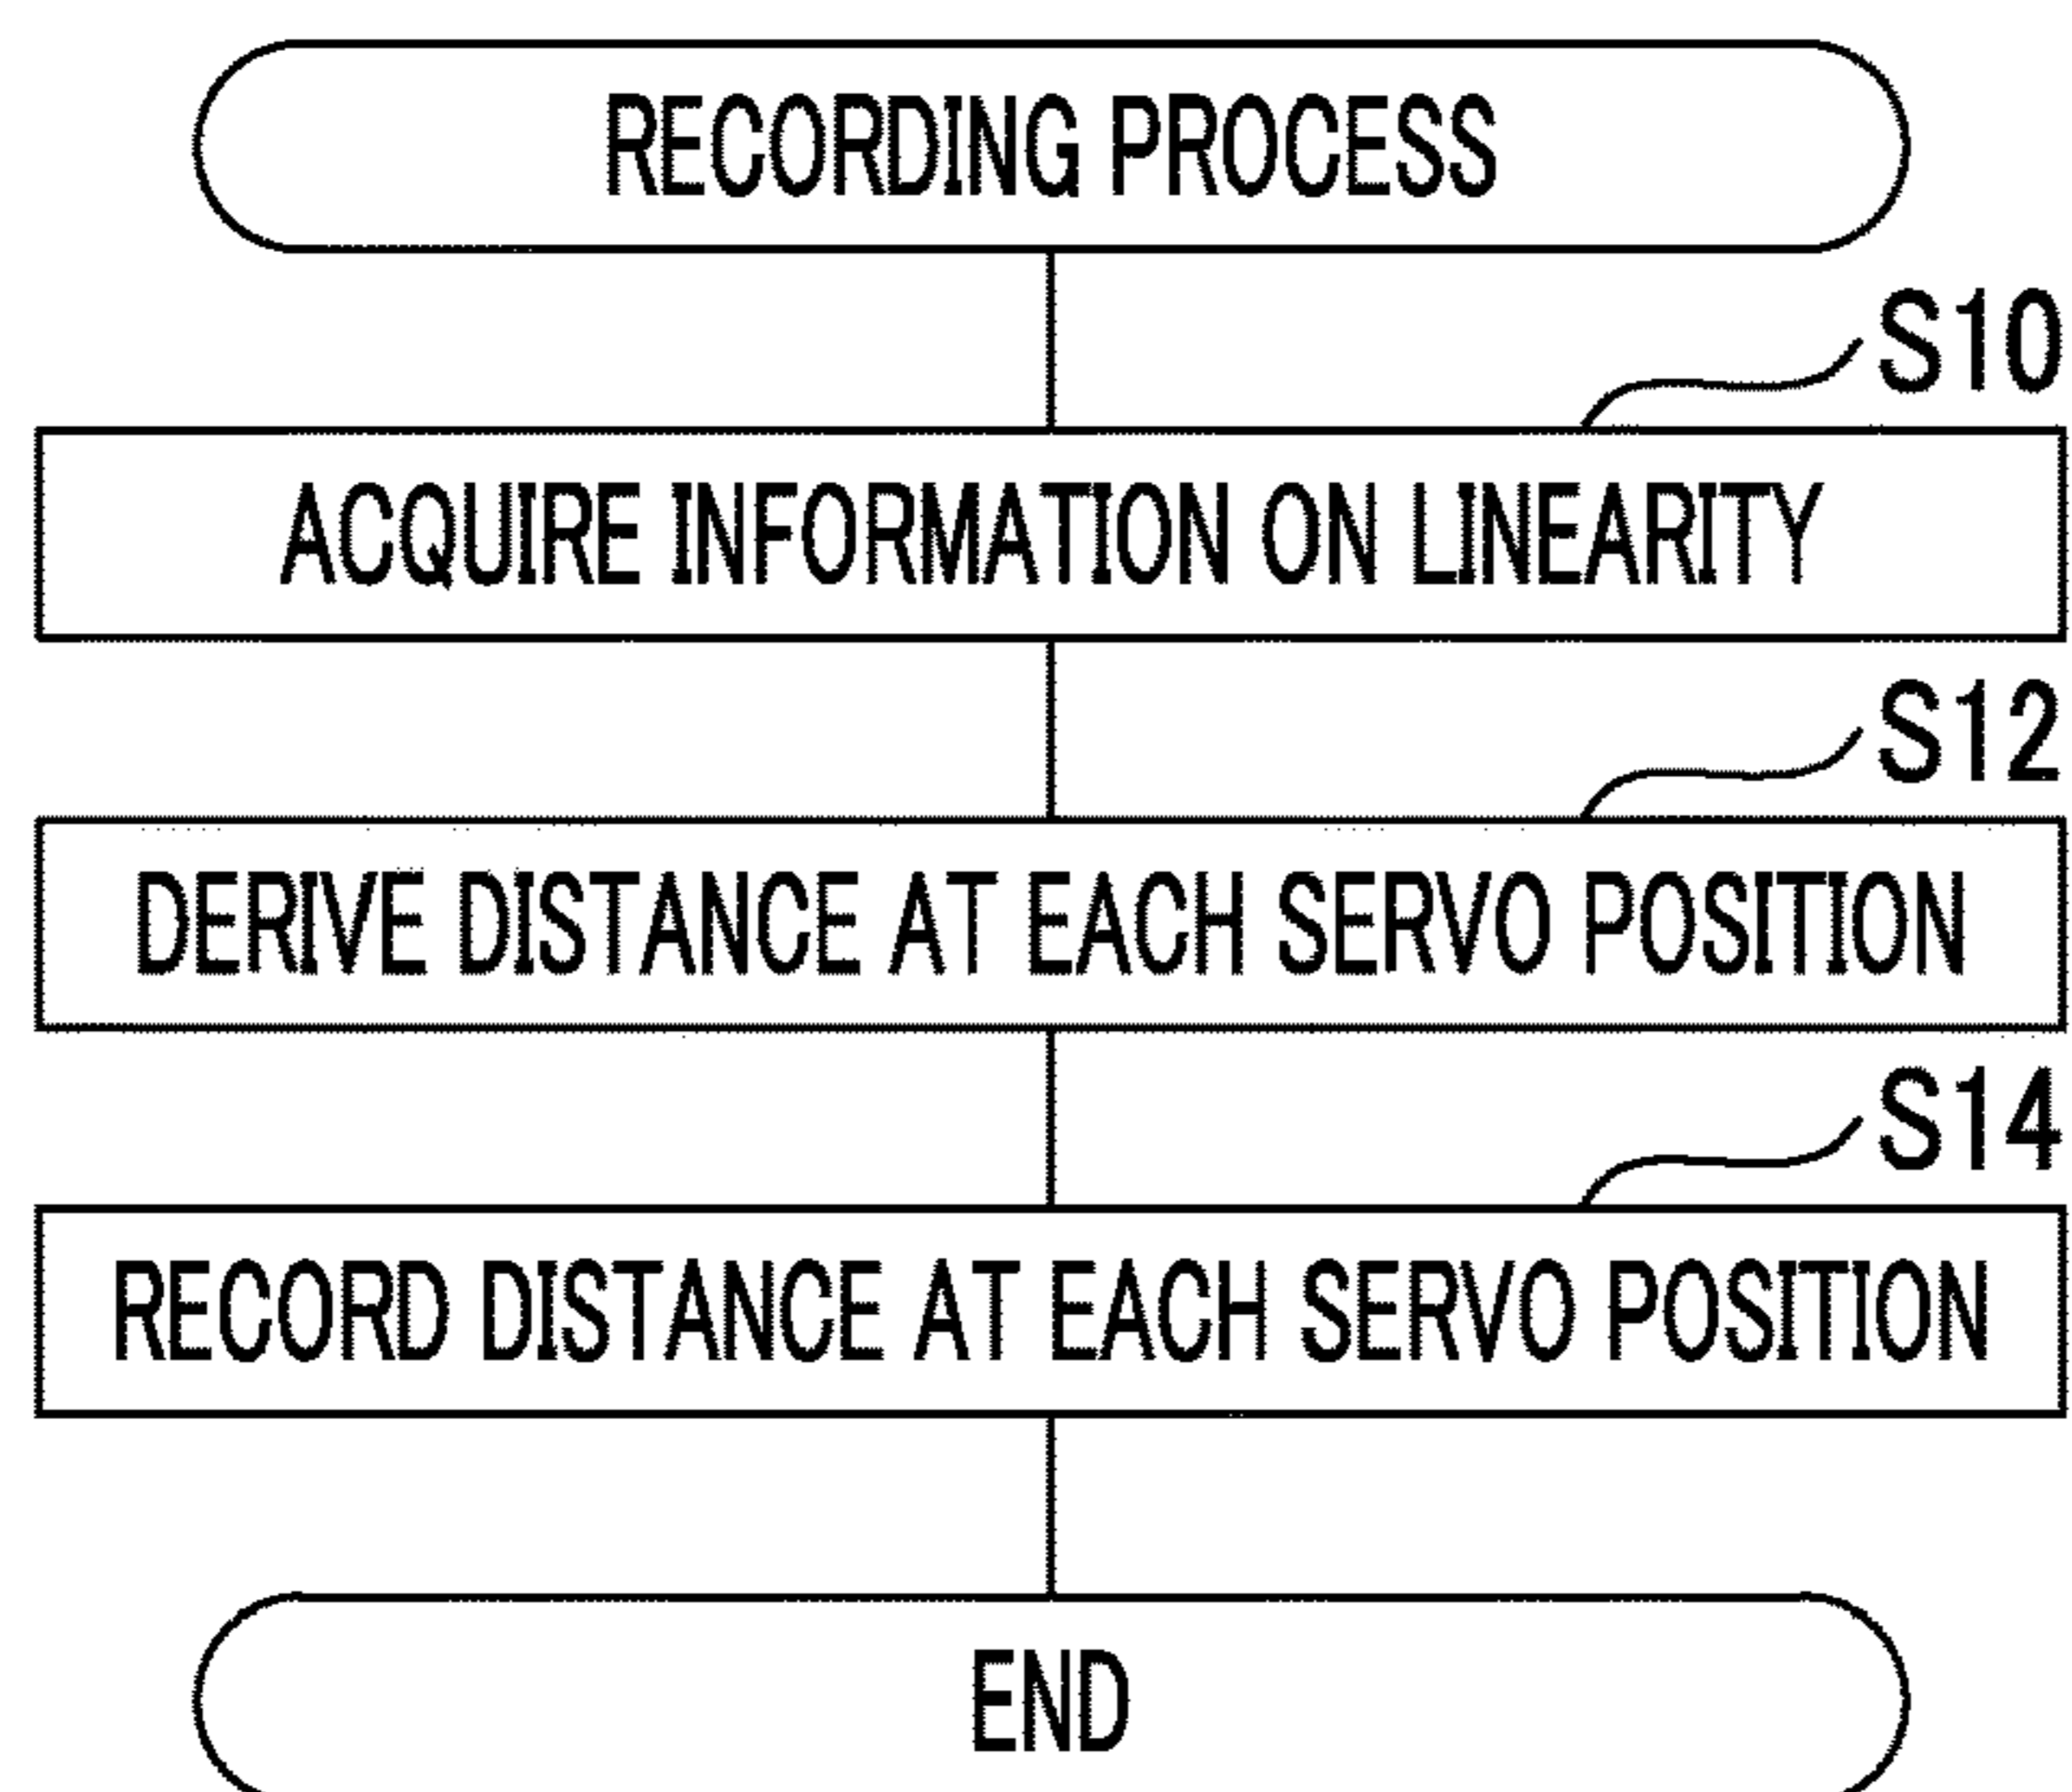 RECORDING PROCESS
S10
ACQUIRE INFORMATION ON LINEARITY
S12
DERIVE DISTANCE AT EACH SERVO POSITION
S14
RECORD DISTANCE AT EACH SERVO POSITION
END